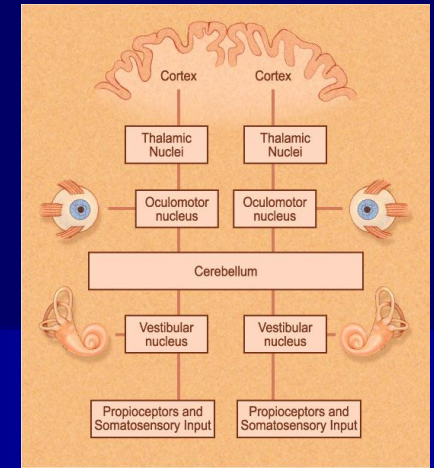 Cortex Cortex
Thalamic Thalamic
Nuclei Nuclei
Oculomotor Oculomotor
nucleus nucleus
Cerebellum
Vestibular Vestibular
nucleus nucleus
Propioceptors and Propioceptors and
Somatosensory Input Somatosensory Input